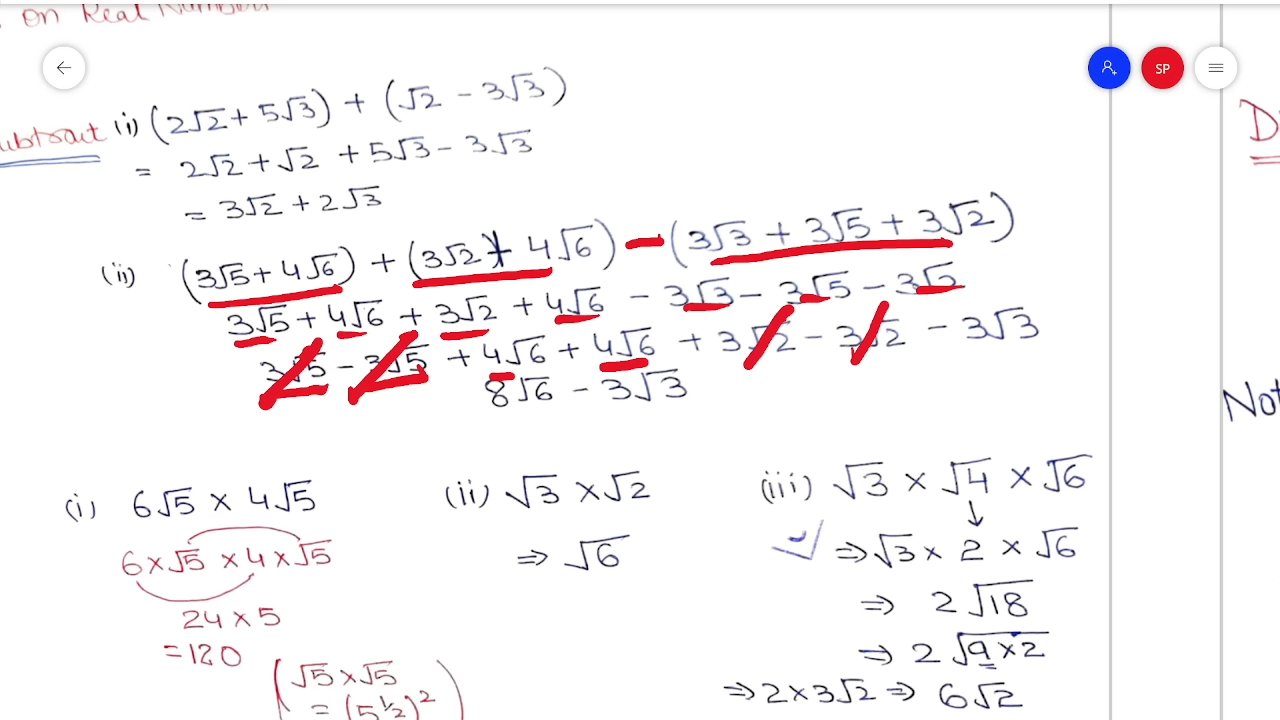 on Real Numbers
SP
ubtract (i) (2√2 + 5√3) + (√2 - 3√3)
= 2√2 + √2 + 5√3 - 3√3
= 3√2 + 2√3
(ii) (3√5 + 4√6) + (3√2 + 4√6) - (3√3 + 3√5 + 3√2)
3√5 + 4√6 + 3√2 + 4√6 - 3√3 - 3√5 - 3√2
3√5 - 3√5 + 4√6 + 4√6 + 3√2 - 3√2 - 3√3
8√6 - 3√3
D
Not
(i) 6√5 × 4√5
6×√5 × 4×√5
24 × 5
= 120
(√5 × √5
= (5^½)²)
(ii) √3 × √2
⇒ √6
(iii) √3 × √4 × √6
↓
⇒ √3 × 2 × √6
⇒ 2√18
⇒ 2√9×2
⇒ 2×3√2 ⇒ 6√2